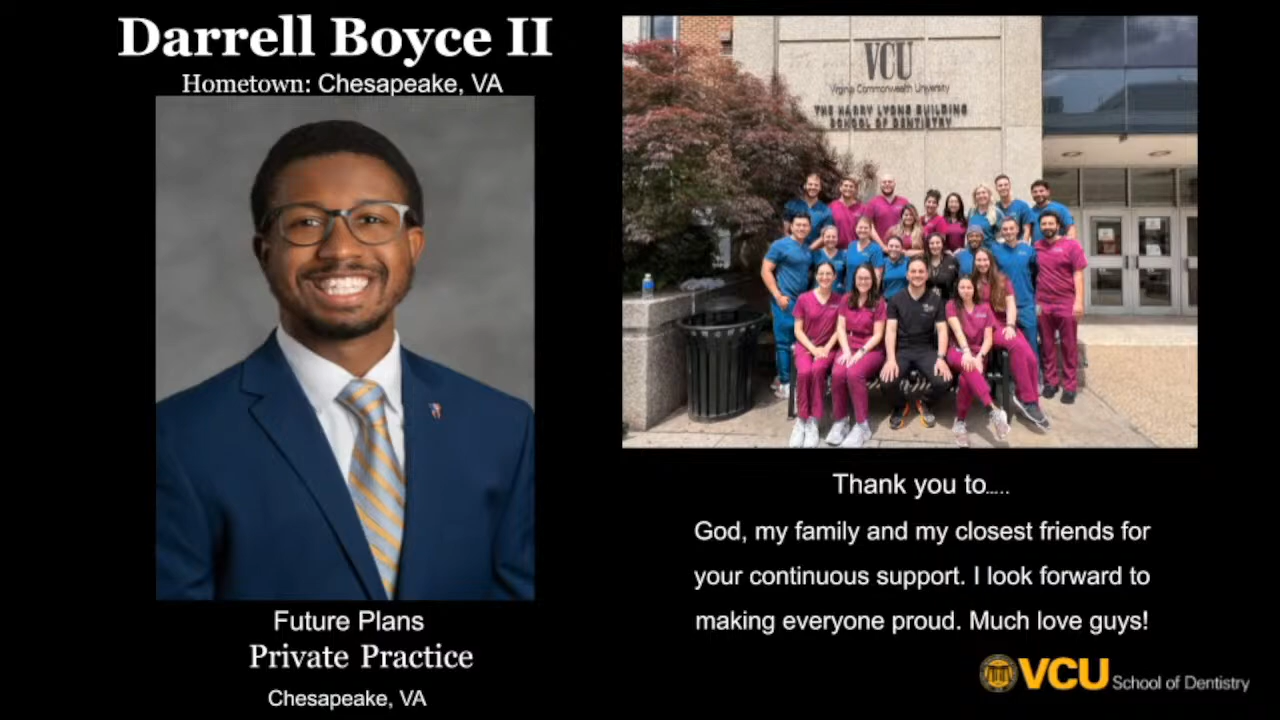 Darrell Boyce II
Hometown: Chesapeake, VA
Future Plans
Private Practice
Chesapeake, VA
VCU
Virginia Commonwealth University
THE HARRY LYONS BUILDING
SCHOOL OF DENTISTRY
Thank you to.....
God, my family and my closest friends for
your continuous support. I look forward to
making everyone proud. Much love guys!
VCU School of Dentistry